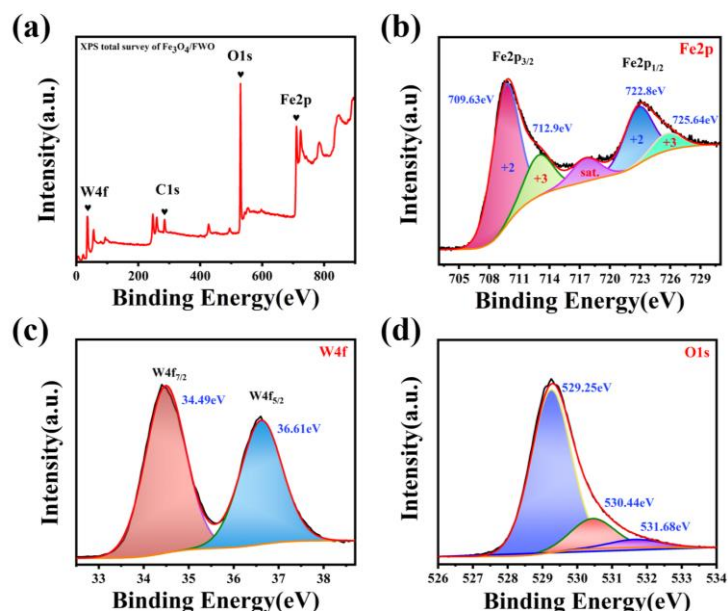 (a)
XPS total survey of Fe₃O₄/FWO
O1s
Fe2p
W4f
C1s
Intensity(a.u.)
0 200 400 600 800
Binding Energy(eV)
(b)
Fe2p
Fe2p3/2
Fe2p1/2
709.63eV
722.8eV
712.9eV
725.64eV
+2
+3
sat.
+2
+3
Intensity(a.u.)
705 708 711 714 717 720 723 726 729
Binding Energy(eV)
(c)
W4f
W4f7/2
W4f5/2
34.49eV
36.61eV
Intensity(a.u.)
33 34 35 36 37 38
Binding Energy(eV)
(d)
O1s
529.25eV
530.44eV
531.68eV
Intensity(a.u.)
526 527 528 529 530 531 532 533 534
Binding Energy(eV)